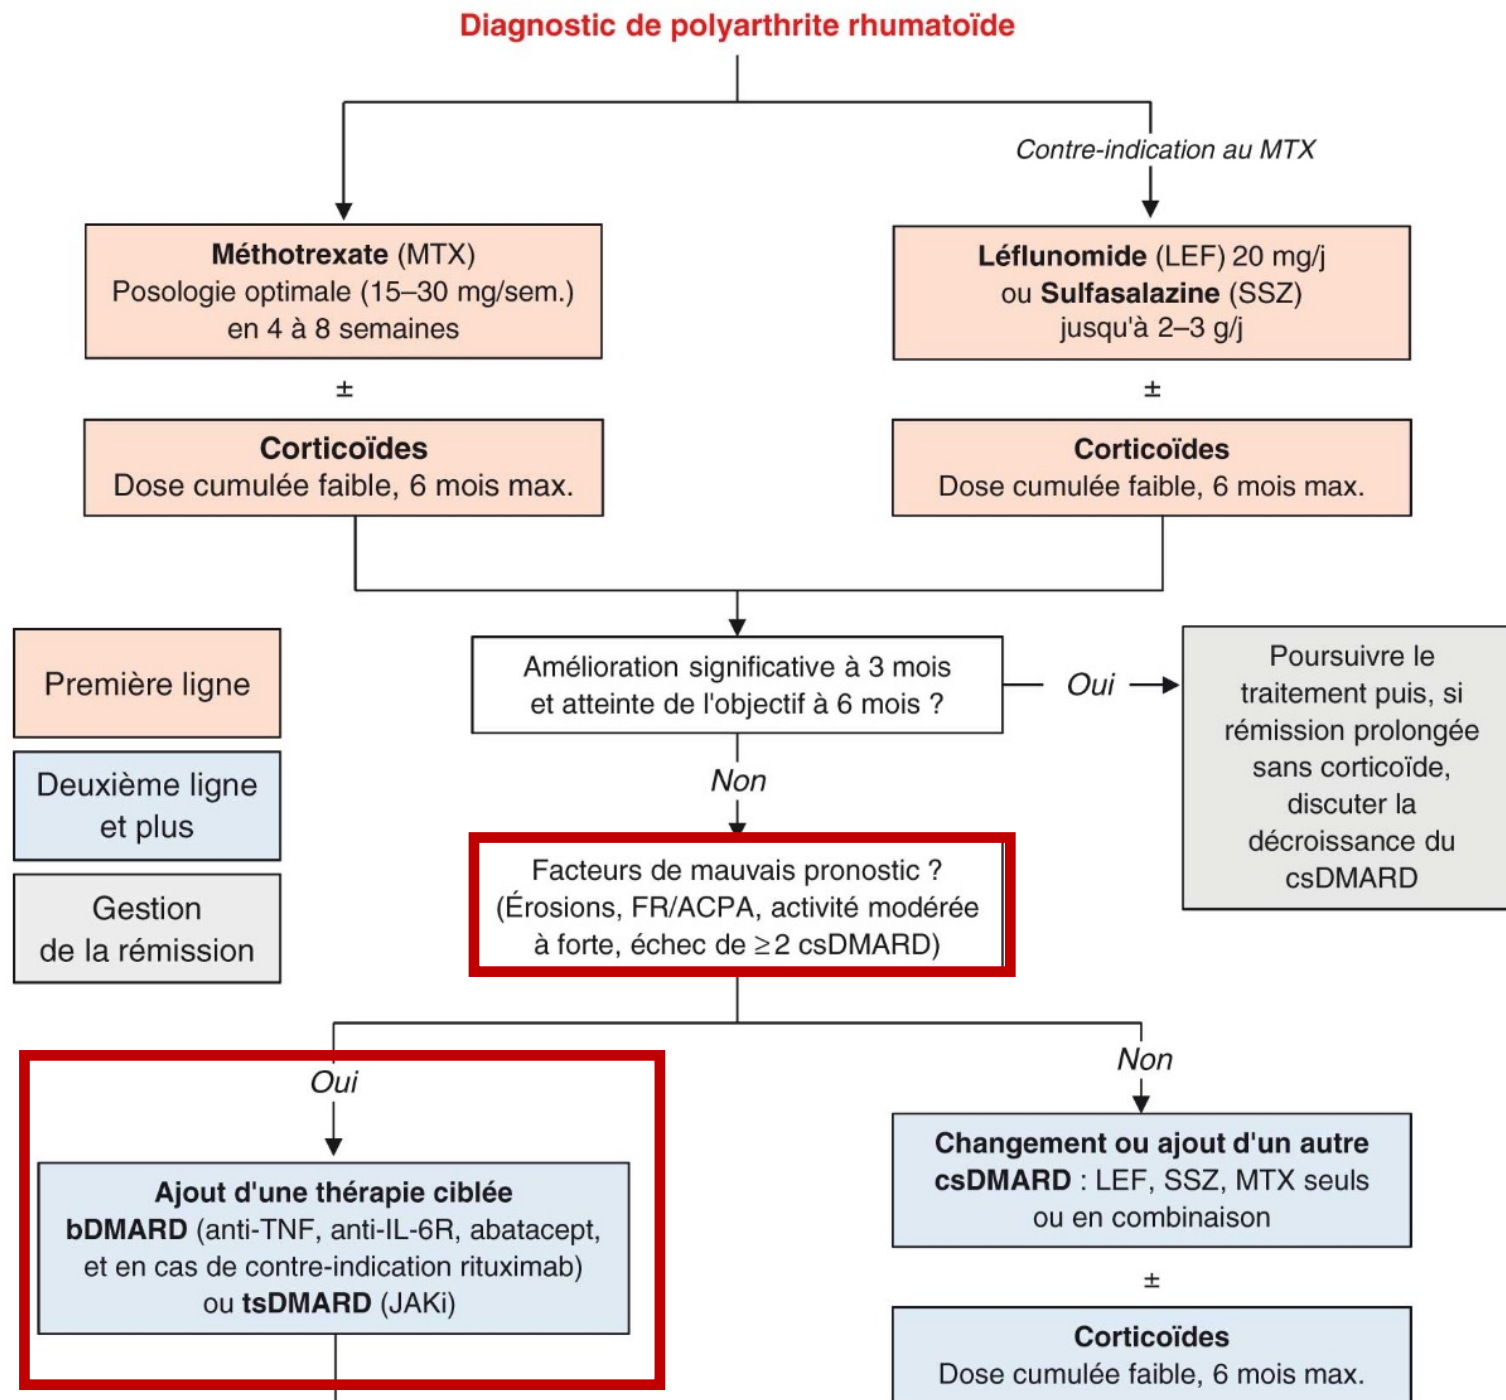 Diagnostic de polyarthrite rhumatoïde
Contre-indication au MTX
Méthotrexate (MTX)
Posologie optimale (15–30 mg/sem.)
en 4 à 8 semaines
Léflunomide (LEF) 20 mg/j
ou Sulfasalazine (SSZ)
jusqu'à 2–3 g/j
±
±
Corticoïdes
Dose cumulée faible, 6 mois max.
Corticoïdes
Dose cumulée faible, 6 mois max.
Première ligne
Deuxième ligne
et plus
Gestion
de la rémission
Amélioration significative à 3 mois
et atteinte de l'objectif à 6 mois ?
Oui
Poursuivre le
traitement puis, si
rémission prolongée
sans corticoïde,
discuter la
décroissance du
csDMARD
Non
Facteurs de mauvais pronostic ?
(Érosions, FR/ACPA, activité modérée
à forte, échec de ≥ 2 csDMARD)
Oui
Non
Ajout d'une thérapie ciblée
bDMARD (anti-TNF, anti-IL-6R, abatacept,
et en cas de contre-indication rituximab)
ou tsDMARD (JAKi)
Changement ou ajout d'un autre
csDMARD : LEF, SSZ, MTX seuls
ou en combinaison
±
Corticoïdes
Dose cumulée faible, 6 mois max.